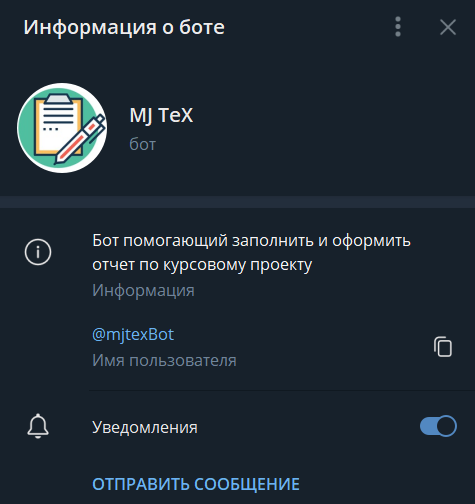 Информация о боте
MJ TeX
бот
Бот помогающий заполнить и оформить
отчет по курсовому проекту
Информация
@mjtexBot
Имя пользователя
Уведомления
ОТПРАВИТЬ СООБЩЕНИЕ